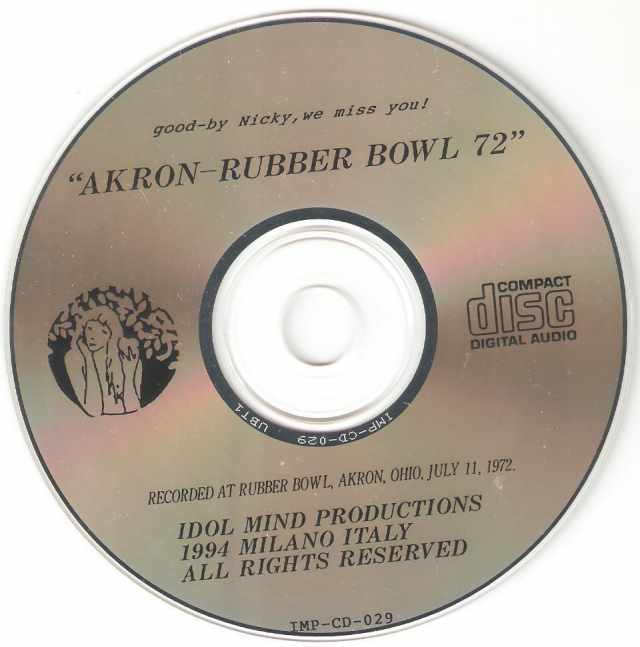 good-by Nicky,we miss you!
“AKRON-RUBBER BOWL 72”
COMPACT
disc
DIGITAL AUDIO
IMP-CD-029 UBT1
RECORDED AT RUBBER BOWL, AKRON, OHIO, JULY 11, 1972.
IDOL MIND PRODUCTIONS
1994 MILANO ITALY
ALL RIGHTS RESERVED
IMP-CD-029